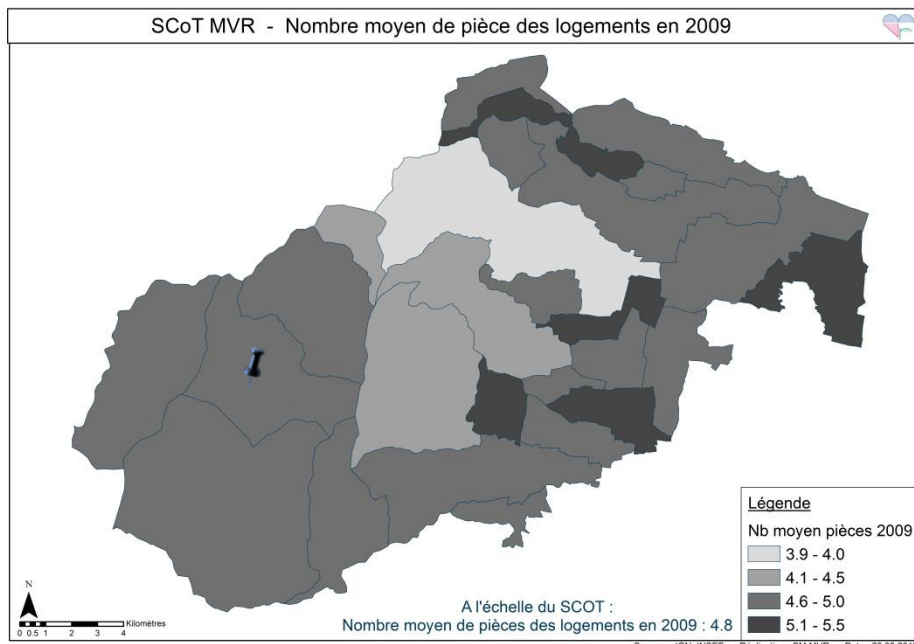 SCoT MVR - Nombre moyen de pièce des logements en 2009
Légende
Nb moyen pièces 2009
3.9 - 4.0
4.1 - 4.5
4.6 - 5.0
5.1 - 5.5
N
Kilomètres
0 0.5 1 2 3 4
A l'échelle du SCOT :
Nombre moyen de pièces des logements en 2009 : 4.8